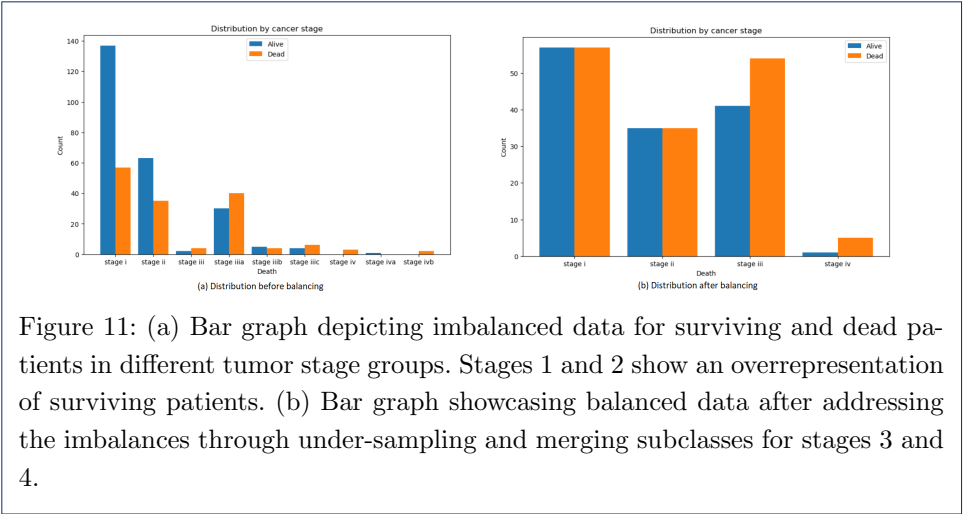 Distribution by cancer stage
Alive
Dead
140
120
100
80
60
40
20
0
Count
stage i stage ii stage iii stage iiia stage iiib stage iiic stage iv stage iva stage ivb
Death
(a) Distribution before balancing
Distribution by cancer stage
Alive
Dead
50
40
30
20
10
0
Count
stage i stage ii stage iii stage iv
Death
(b) Distribution after balancing
Figure 11: (a) Bar graph depicting imbalanced data for surviving and dead pa-
tients in different tumor stage groups. Stages 1 and 2 show an overrepresentation
of surviving patients. (b) Bar graph showcasing balanced data after addressing
the imbalances through under-sampling and merging subclasses for stages 3 and
4.